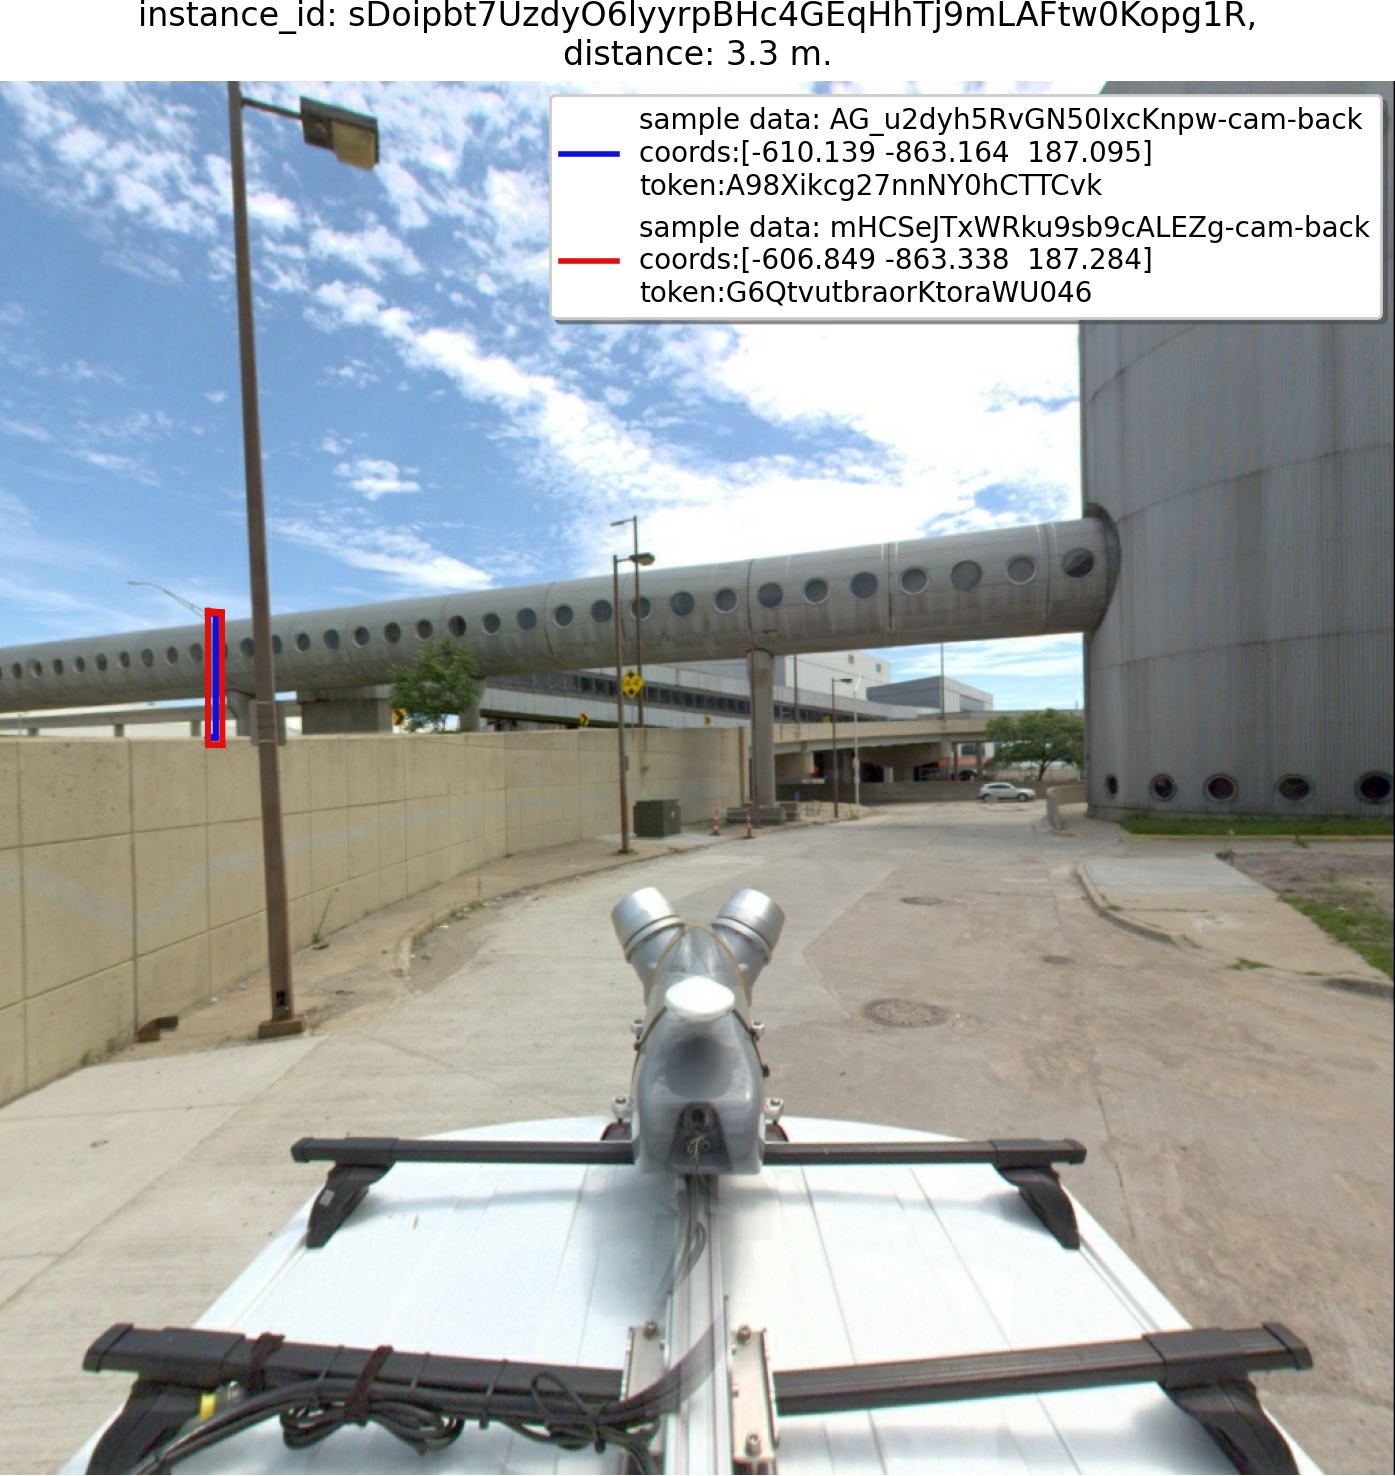 instance_id: sDoipbt7UzdyO6lyyrpBHc4GEqHhTj9mLAFtw0Kopg1R,
distance: 3.3 m.
sample data: AG_u2dyh5RvGN50IxcKnpw-cam-back
coords:[-610.139 -863.164  187.095]
token:A98Xikcg27nnNY0hCTTCvk
sample data: mHCSeJTxWRku9sb9cALEZg-cam-back
coords:[-606.849 -863.338  187.284]
token:G6QtvutbraorKtoraWU046